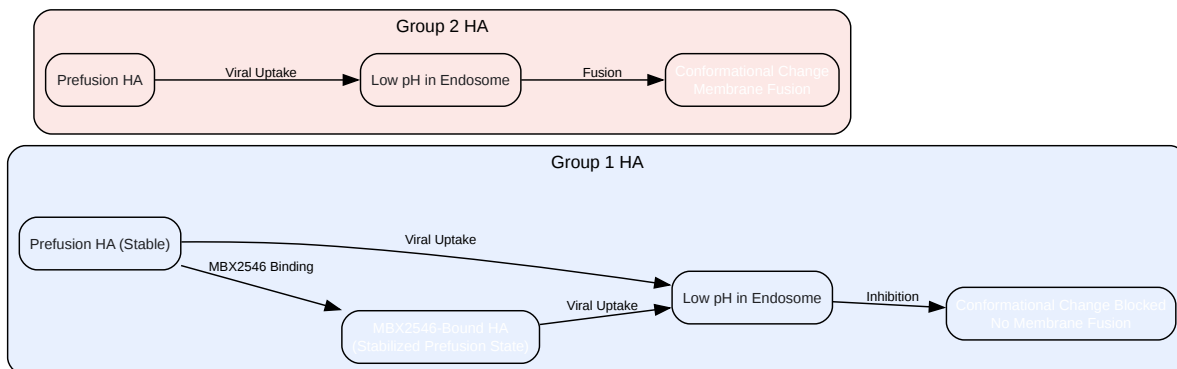 Group 2 HA
Prefusion HA
Viral Uptake
Low pH in Endosome
Fusion
Conformational Change
Membrane Fusion
Group 1 HA
Prefusion HA (Stable)
Viral Uptake
MBX2546 Binding
MBX2546-Bound HA
(Stabilized Prefusion State)
Viral Uptake
Low pH in Endosome
Inhibition
Conformational Change Blocked
No Membrane Fusion